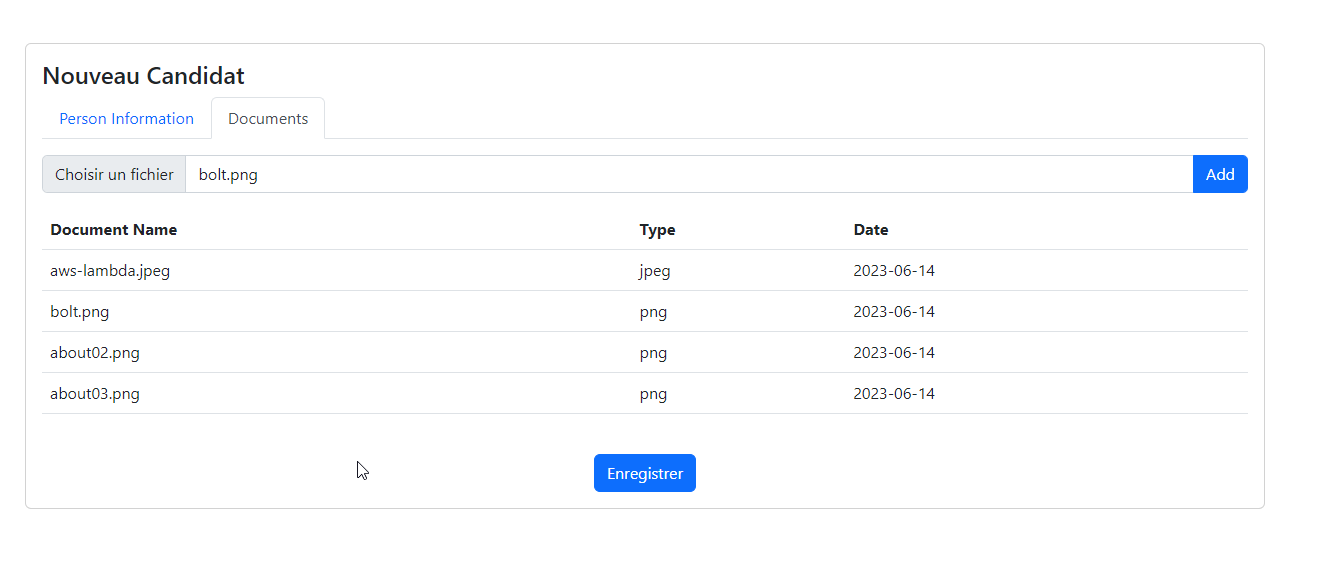 Nouveau Candidat
Person Information Documents
Choisir un fichier bolt.png Add
Document Name Type Date
aws-lambda.jpeg jpeg 2023-06-14
bolt.png png 2023-06-14
about02.png png 2023-06-14
about03.png png 2023-06-14
Enregistrer